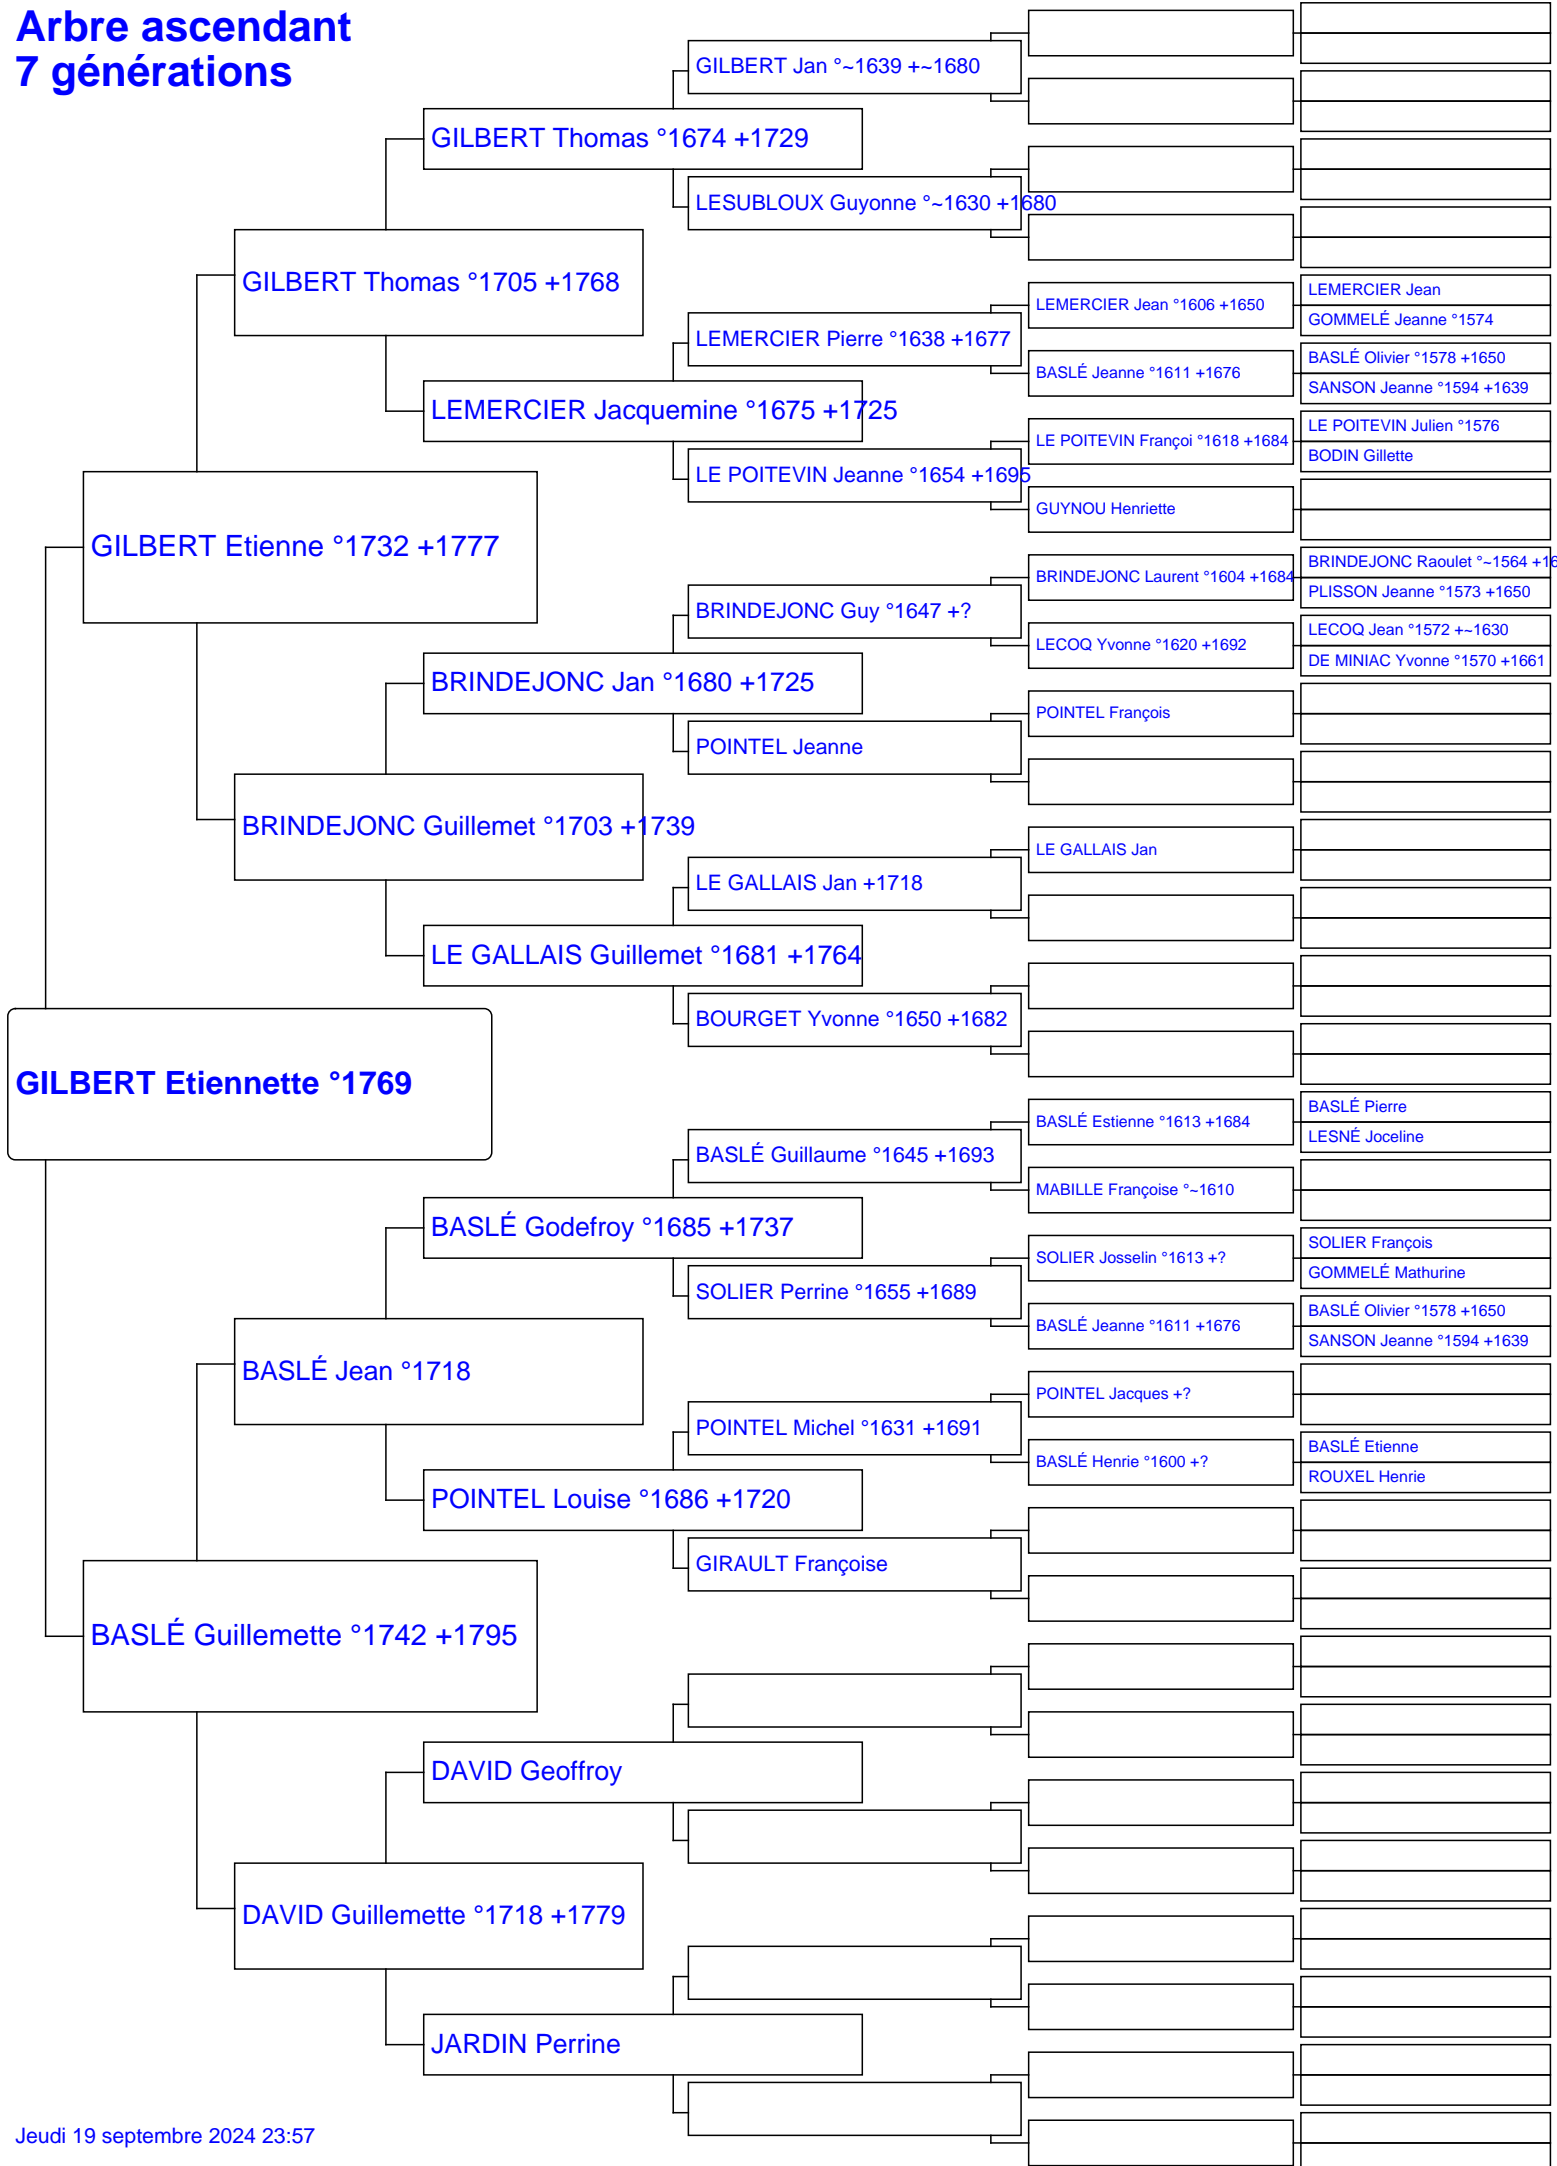 Arbre ascendant
7 générations
GILBERT Jan °~1639 +~1680
GILBERT Thomas °1674 +1729
LESUBLOUX Guyonne °~1630 +1680
GILBERT Thomas °1705 +1768
LEMERCIER Jean
LEMERCIER Jean °1606 +1650
GOMMELÉ Jeanne °1574
LEMERCIER Pierre °1638 +1677
BASLÉ Olivier °1578 +1650
BASLÉ Jeanne °1611 +1676
SANSON Jeanne °1594 +1639
LEMERCIER Jacquemine °1675 +1725
LE POITEVIN Julien °1576
LE POITEVIN Françoi °1618 +1684
BODIN Gillette
LE POITEVIN Jeanne °1654 +1695
GUYNOU Henriette
GILBERT Etienne °1732 +1777
BRINDEJONC Raoulet °~1564 +16
BRINDEJONC Laurent °1604 +1684
PLISSON Jeanne °1573 +1650
BRINDEJONC Guy °1647 +?
LECOQ Jean °1572 +~1630
LECOQ Yvonne °1620 +1692
DE MINIAC Yvonne °1570 +1661
BRINDEJONC Jan °1680 +1725
POINTEL François
POINTEL Jeanne
BRINDEJONC Guillemet °1703 +1739
LE GALLAIS Jan
LE GALLAIS Jan +1718
LE GALLAIS Guillemet °1681 +1764
BOURGET Yvonne °1650 +1682
GILBERT Etiennette °1769
BASLÉ Pierre
BASLÉ Estienne °1613 +1684
LESNÉ Joceline
BASLÉ Guillaume °1645 +1693
MABILLE Françoise °~1610
BASLÉ Godefroy °1685 +1737
SOLIER François
SOLIER Josselin °1613 +?
GOMMELÉ Mathurine
SOLIER Perrine °1655 +1689
BASLÉ Olivier °1578 +1650
BASLÉ Jeanne °1611 +1676
SANSON Jeanne °1594 +1639
BASLÉ Jean °1718
POINTEL Jacques +?
POINTEL Michel °1631 +1691
BASLÉ Etienne
BASLÉ Henrie °1600 +?
ROUXEL Henrie
POINTEL Louise °1686 +1720
GIRAULT Françoise
BASLÉ Guillemette °1742 +1795
DAVID Geoffroy
DAVID Guillemette °1718 +1779
JARDIN Perrine
Jeudi 19 septembre 2024 23:57